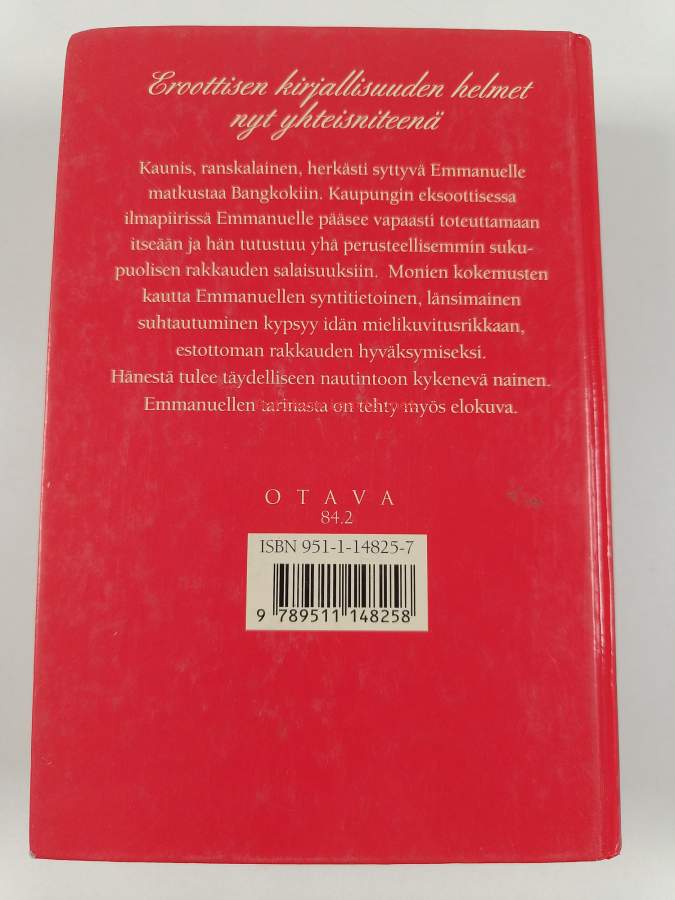 Eroottisen kirjallisuuden helmet
nyt yhteisniteenä
Kaunis, ranskalainen, herkästi syttyvä Emmanuelle
matkustaa Bangkokiin. Kaupungin eksoottisessa
ilmapiirissä Emmanuelle pääsee vapaasti toteuttamaan
itseään ja hän tutustuu yhä perusteellisemmin suku-
puolisen rakkauden salaisuuksiin. Monien kokemusten
kautta Emmanuellen syntitietoinen, länsimainen
suhtautuminen kypsyy idän mielikuvitusrikkaan,
estottoman rakkauden hyväksymiseksi.
Hänestä tulee täydelliseen nautintoon kykenevä nainen.
Emmanuellen tarinasta on tehty myös elokuva.
OTAVA
84.2
ISBN 951-1-14825-7
9 789511 148258